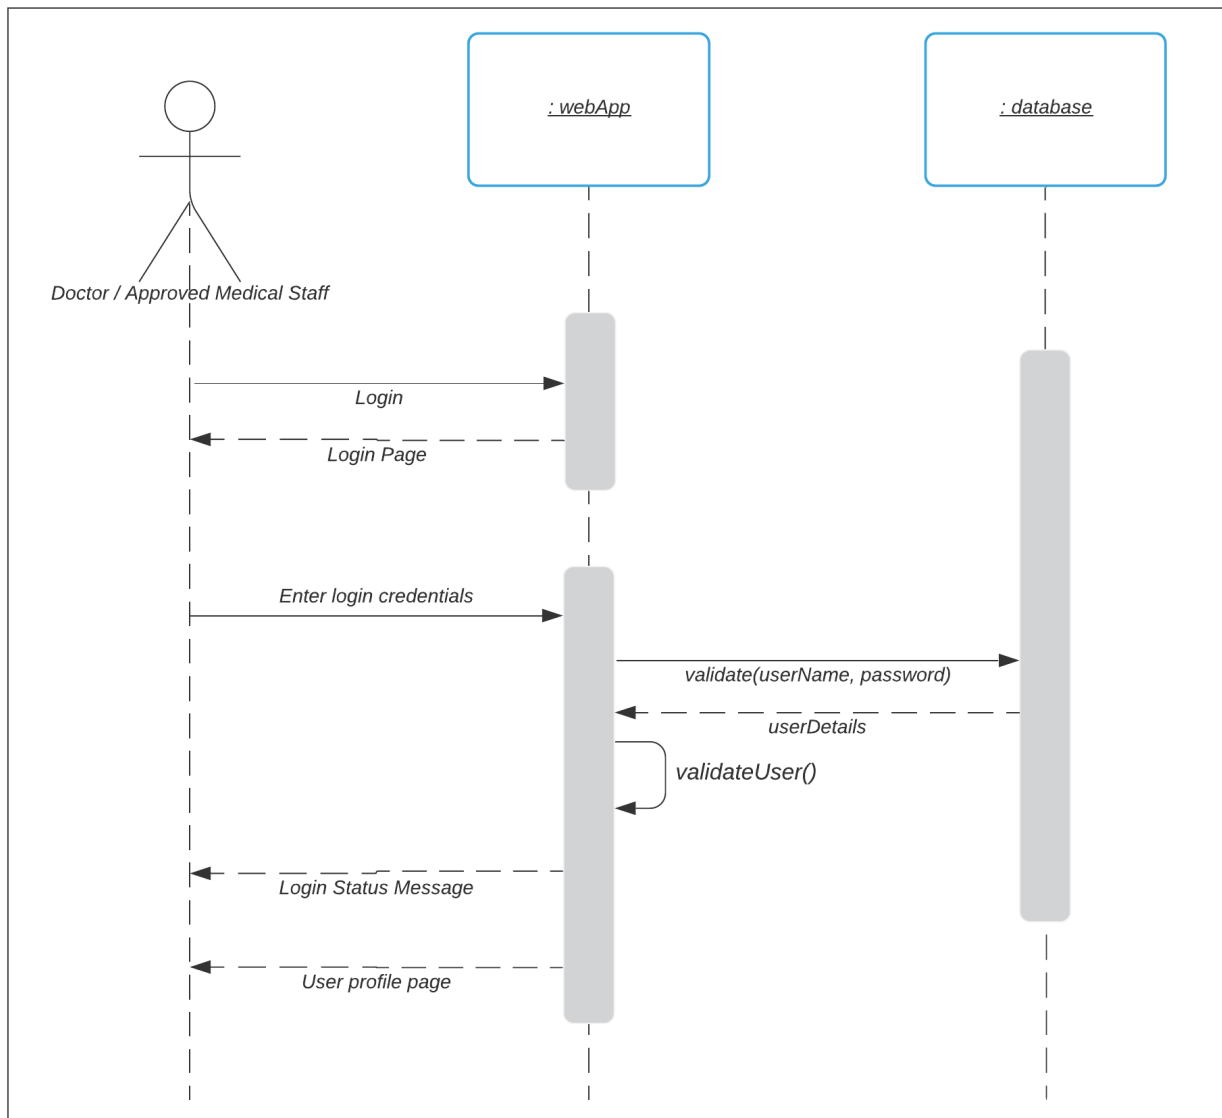 : webApp
: database
Doctor / Approved Medical Staff
Login
Login Page
Enter login credentials
validate(userName, password)
userDetails
validateUser()
Login Status Message
User profile page